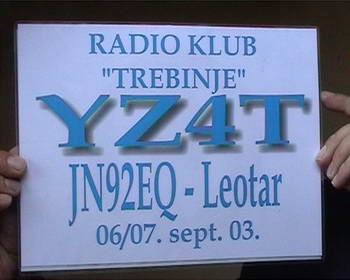 RADIO KLUB
"TREBINJE"
YZ4T
JN92EQ - Leotar
06/07. sept. 03.